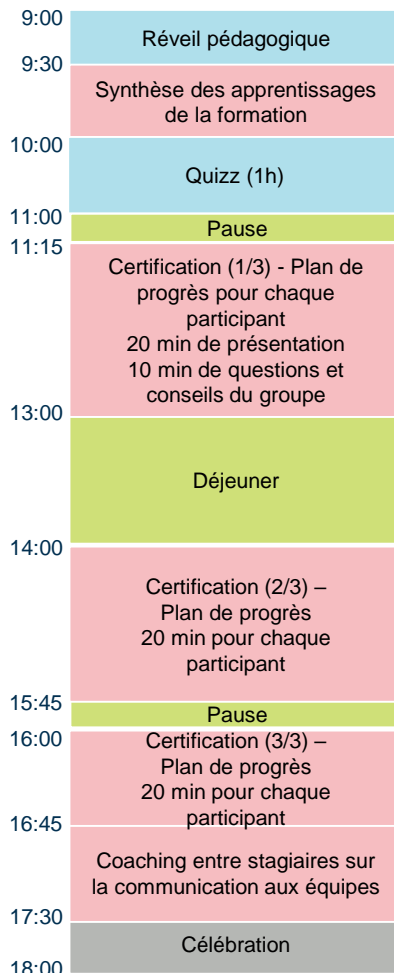 9:00
Réveil pédagogique
9:30
Synthèse des apprentissages
de la formation
10:00
Quizz (1h)
11:00
Pause
11:15
Certification (1/3) - Plan de
progrès pour chaque
participant
20 min de présentation
10 min de questions et
conseils du groupe
13:00
Déjeuner
14:00
Certification (2/3) –
Plan de progrès
20 min pour chaque
participant
15:45
Pause
16:00
Certification (3/3) –
Plan de progrès
20 min pour chaque
participant
16:45
Coaching entre stagiaires sur
la communication aux équipes
17:30
Célébration
18:00